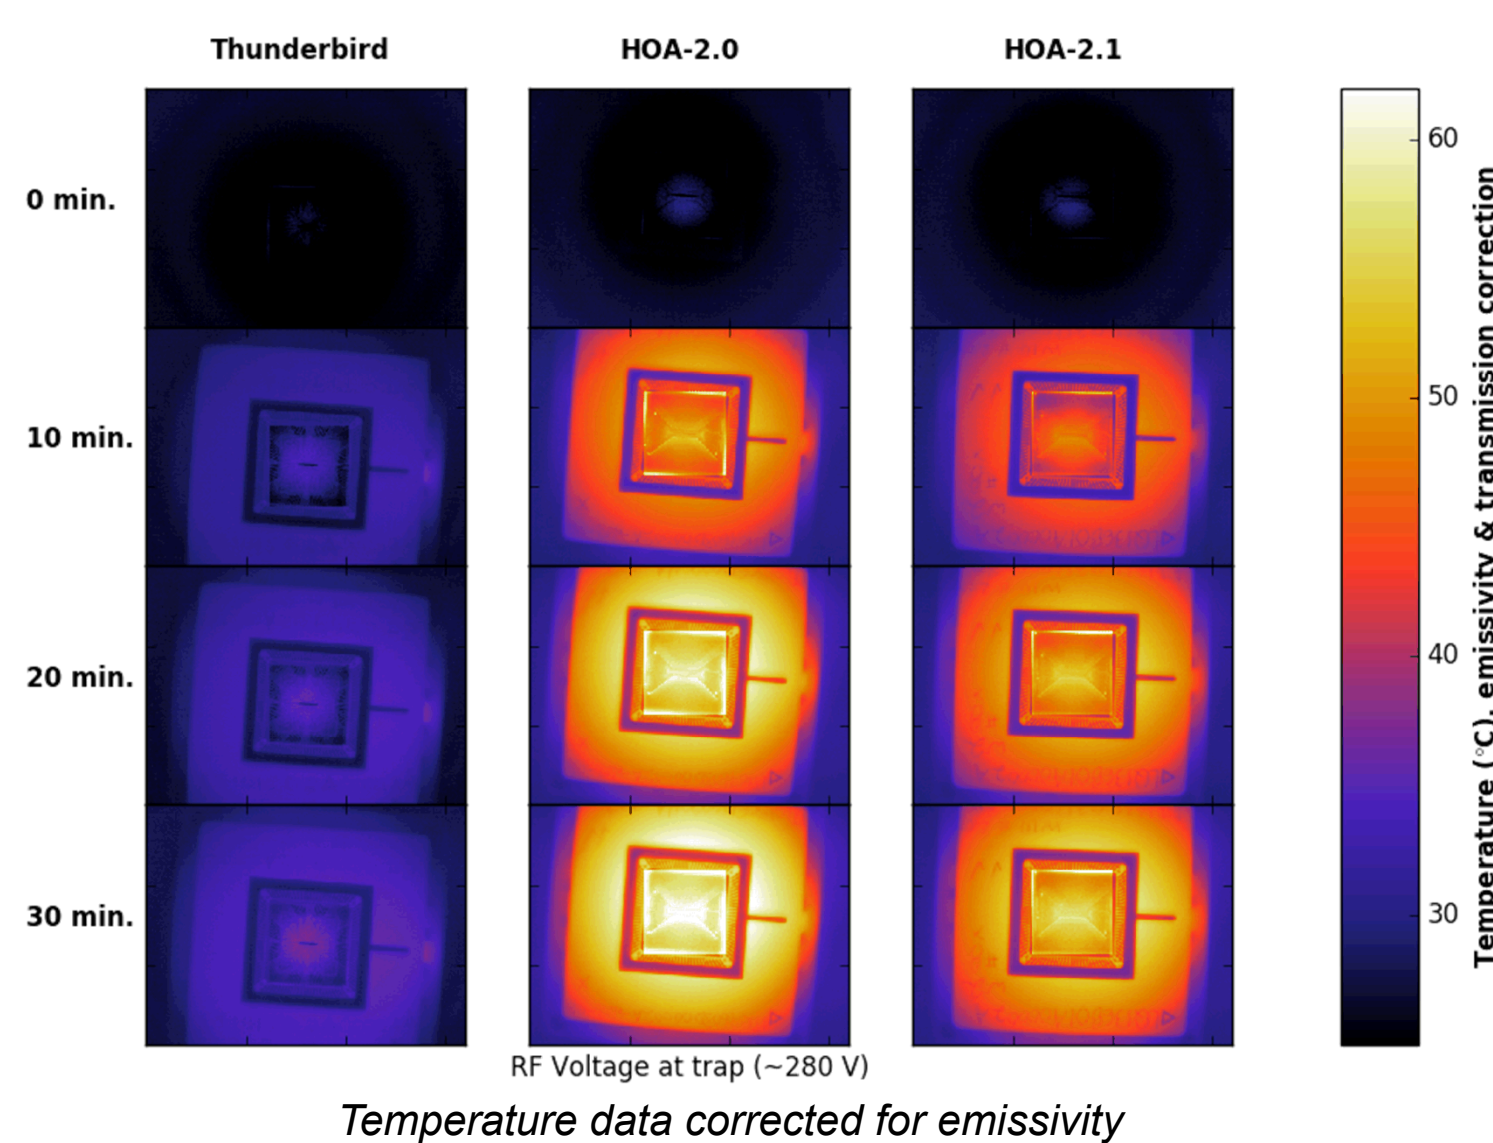 Thunderbird HOA-2.0 HOA-2.1
0 min.
10 min.
20 min.
30 min.
60
50
40
30
Temperature (°C), emissivity & transmission correction
RF Voltage at trap (~280 V)
Temperature data corrected for emissivity